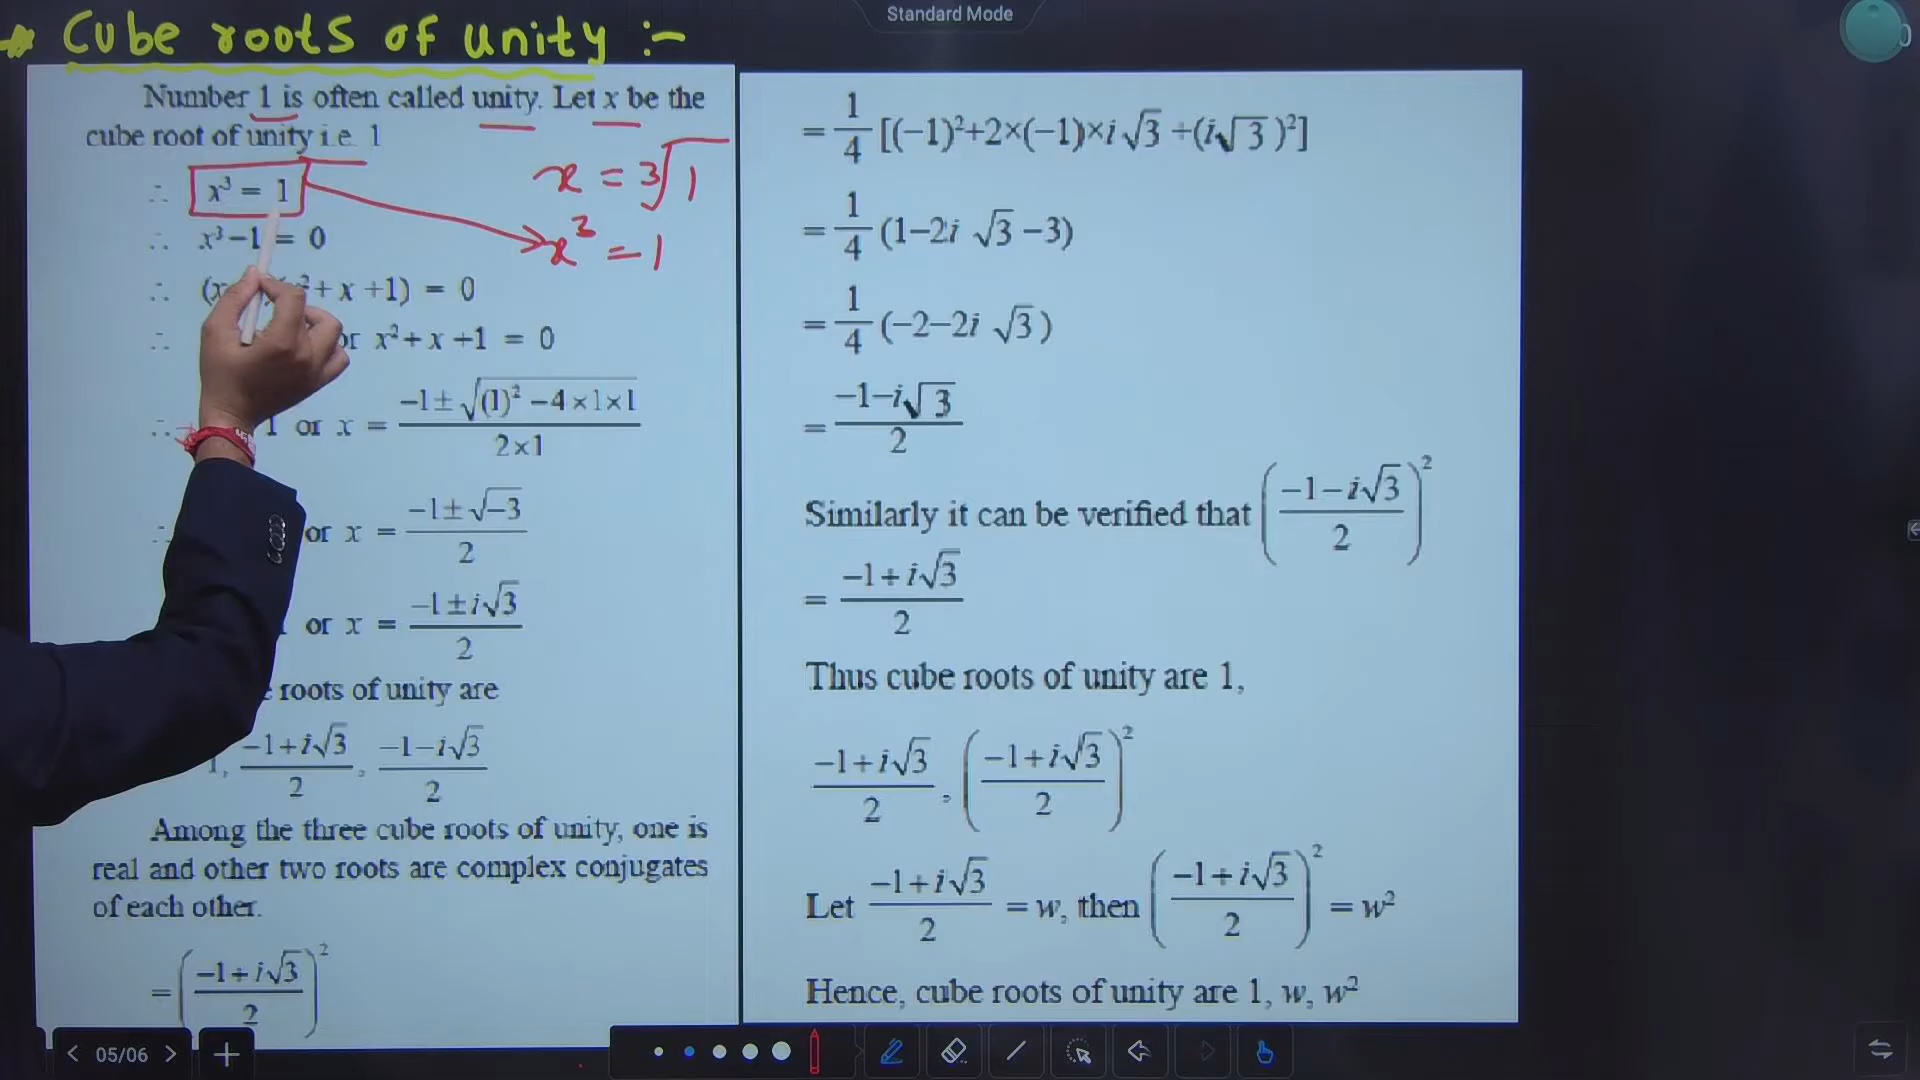 Standard Mode
Cube roots of unity :-
Number 1 is often called unity. Let x be the
cube root of unity i.e. 1
∴ x³ = 1
x = ³√1
∴ x³−1 = 0
x³ = 1
∴ (x ² + x +1) = 0
∴ or x² + x +1 = 0
∴ 1 or x = (−1 ± √((1)² − 4×1×1)) / (2×1)
∴ or x = (−1 ± √−3) / 2
or x = (−1 ± i√3) / 2
roots of unity are
1, (−1+i√3)/2, (−1−i√3)/2
Among the three cube roots of unity, one is
real and other two roots are complex conjugates
of each other.
= ((−1+i√3)/2)²
= 1/4 [(−1)²+2×(−1)×i√3 +(i√3)²]
= 1/4 (1−2i √3 −3)
= 1/4 (−2−2i √3)
= (−1−i√3)/2
Similarly it can be verified that ((−1−i√3)/2)²
= (−1+i√3)/2
Thus cube roots of unity are 1,
(−1+i√3)/2, ((−1+i√3)/2)²
Let (−1+i√3)/2 = w, then ((−1+i√3)/2)² = w²
Hence, cube roots of unity are 1, w, w²
05/06